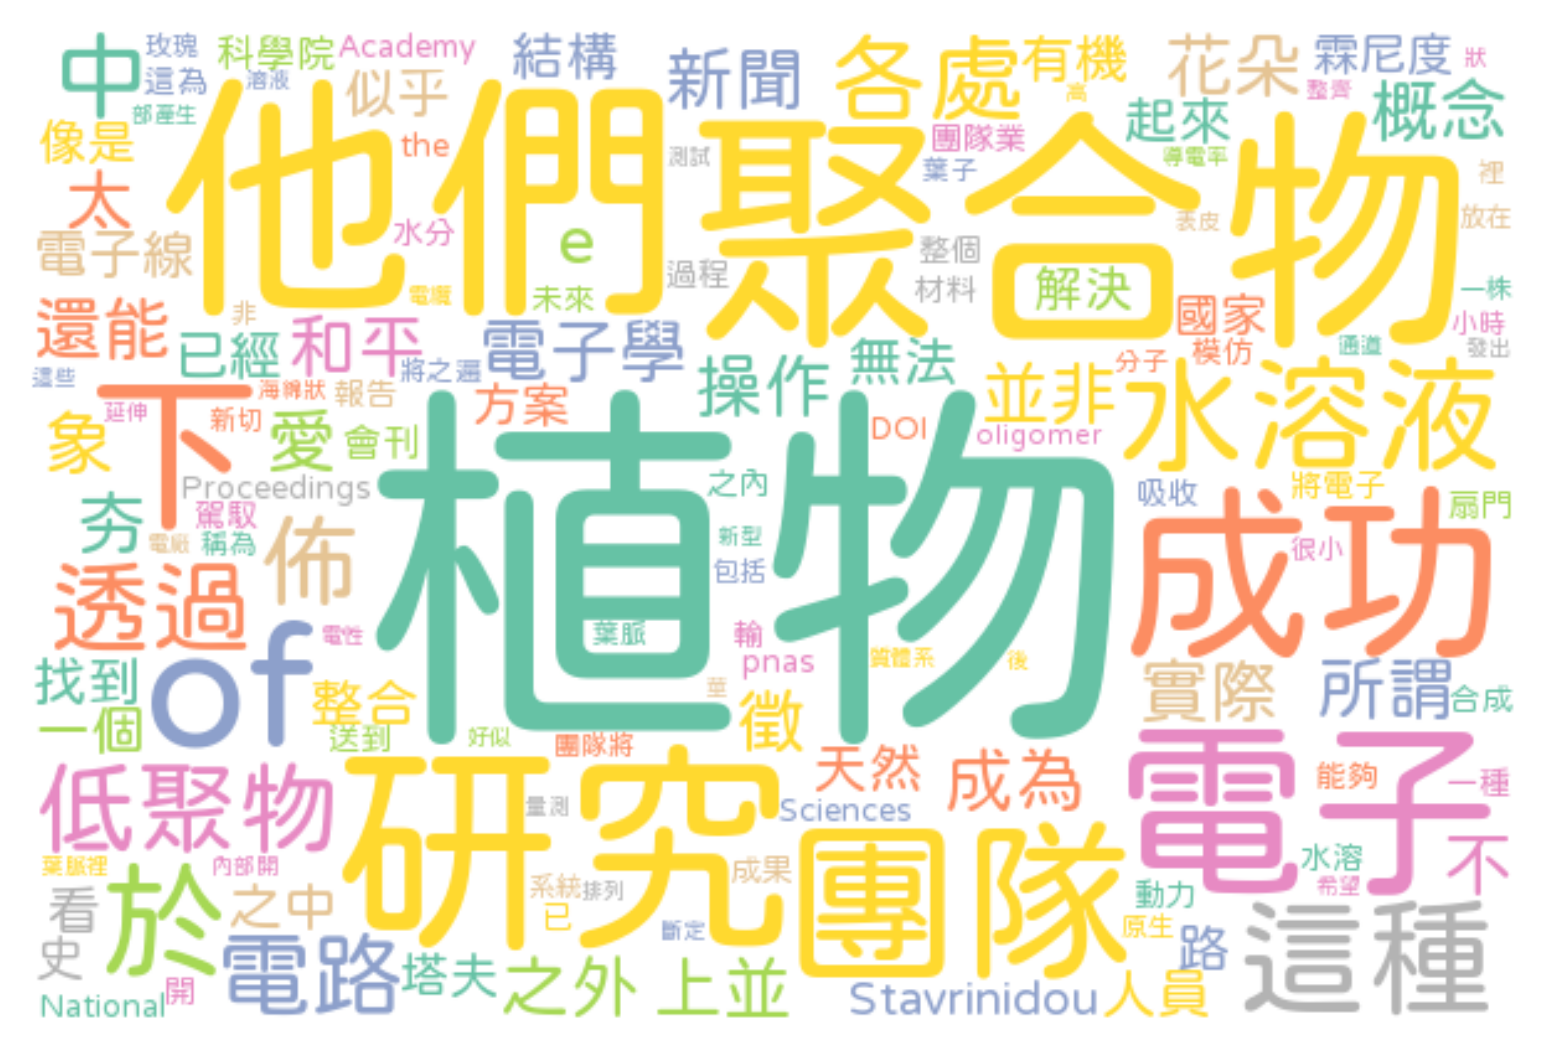 中
玫瑰
科學院
Academy
結構
新聞
各處
有機
花朵
霖尼度
狀
這為
溶液
似乎
整齊
概念
部產生
高
起來
像是
他們
聚合物
the
測試
團隊業
導電率
葉子
裡
太
水分
e
表皮
放在
電子線
過程
整個
材料
解決
一株
未來
國家
小時
還能
非
已經
和平
電子學
無法
模仿
通道
發出
這些
將之遍
操作
分子
下
海綿狀
報告
方案
並非
水溶液
延伸
新切
象
愛
會刊
植物
DOI
oligomer
Proceedings
之內
吸收
將電子
成功
扇門
夯
駕馭
稱為
佈
新型
很小
透過
包括
of
電性
葉脈
輸
質體系
後
pnas
找到
整合
實際
所謂
合成
一個
徵
送到
好似
團隊將
電子
低聚物
研究
天然
成為
能夠
一種
量測
Sciences
團隊
不
葉脈裡
內部開
於
成果
水溶
希望
看
之中
系統
排列
動力
已
這種
史
電路
斷定
原生
路
塔夫
之外
上並
開
National
Stavrinidou
人員